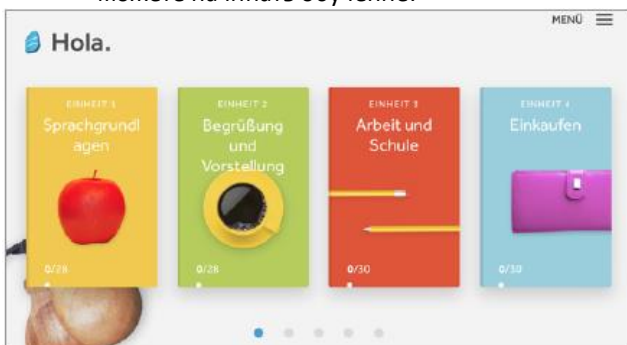 MENÜ
Hola.
EINHEIT 1
Sprachgrundl
agen
0/28
EINHEIT 2
Begrüßung
und
Vorstellung
0/28
EINHEIT 3
Arbeit und
Schule
0/30
EINHEIT 4
Einkaufen
0/30